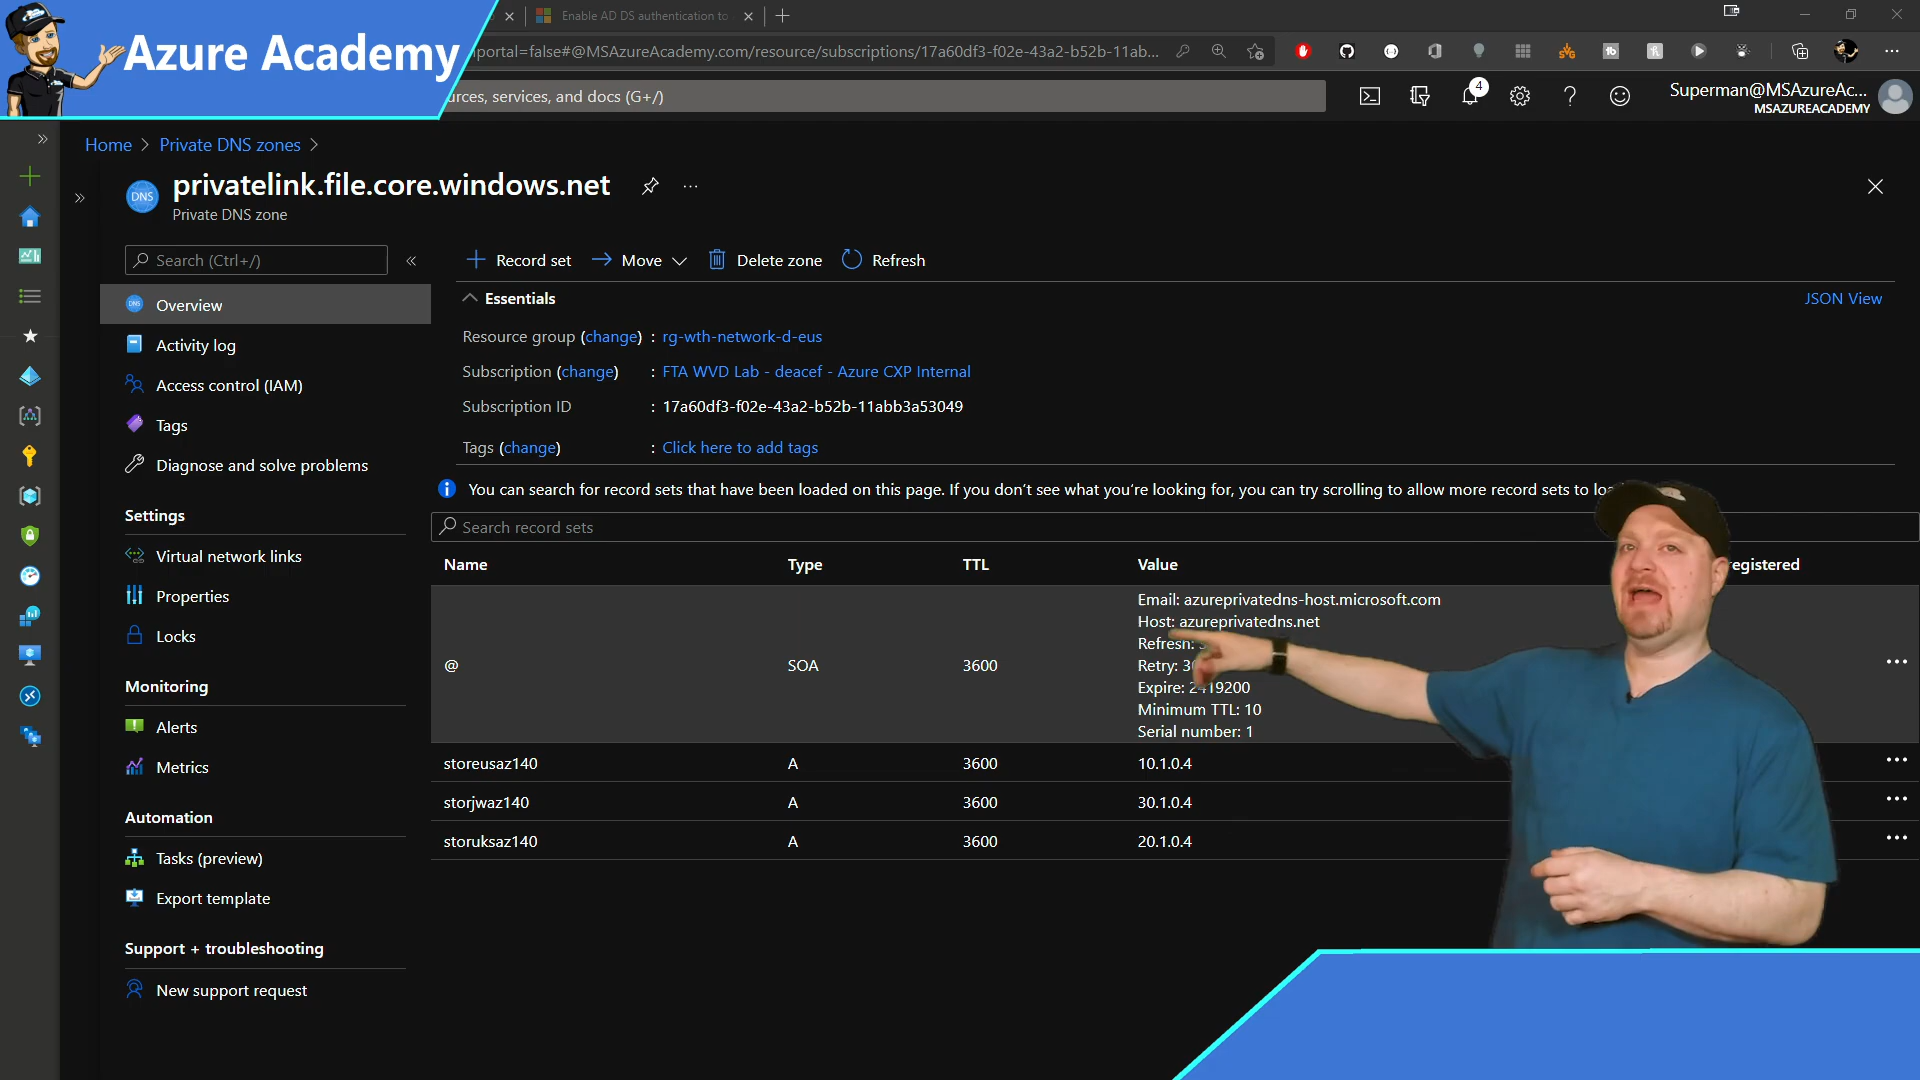 Azure Academy
Enable AD DS authentication to
portal=false#@MSAzureAcademy.com/resource/subscriptions/17a60df3-f02e-43a2-b52b-11ab...
urces, services, and docs (G+/)
4
Superman@MSAzureAc...
MSAZUREACADEMY
Home > Private DNS zones >
DNS
privatelink.file.core.windows.net
...
Private DNS zone
Search (Ctrl+/)
Record set
Move
Delete zone
Refresh
Overview
Activity log
Access control (IAM)
Tags
Diagnose and solve problems
Settings
Virtual network links
Properties
Locks
Monitoring
Alerts
Metrics
Automation
Tasks (preview)
Export template
Support + troubleshooting
New support request
Essentials
JSON View
Resource group (change) : rg-wth-network-d-eus
Subscription (change) : FTA WVD Lab - deacef - Azure CXP Internal
Subscription ID : 17a60df3-f02e-43a2-b52b-11abb3a53049
Tags (change) : Click here to add tags
You can search for record sets that have been loaded on this page. If you don't see what you're looking for, you can try scrolling to allow more record sets to
Search record sets
Name Type TTL Value egistered
Email: azureprivatedns-host.microsoft.com
Host: azureprivatedns.net
Refresh:
@ SOA 3600 Retry:
Expire: 2419200
Minimum TTL: 10
Serial number: 1
storeusaz140 A 3600 10.1.0.4
storjwaz140 A 3600 30.1.0.4
storuksaz140 A 3600 20.1.0.4